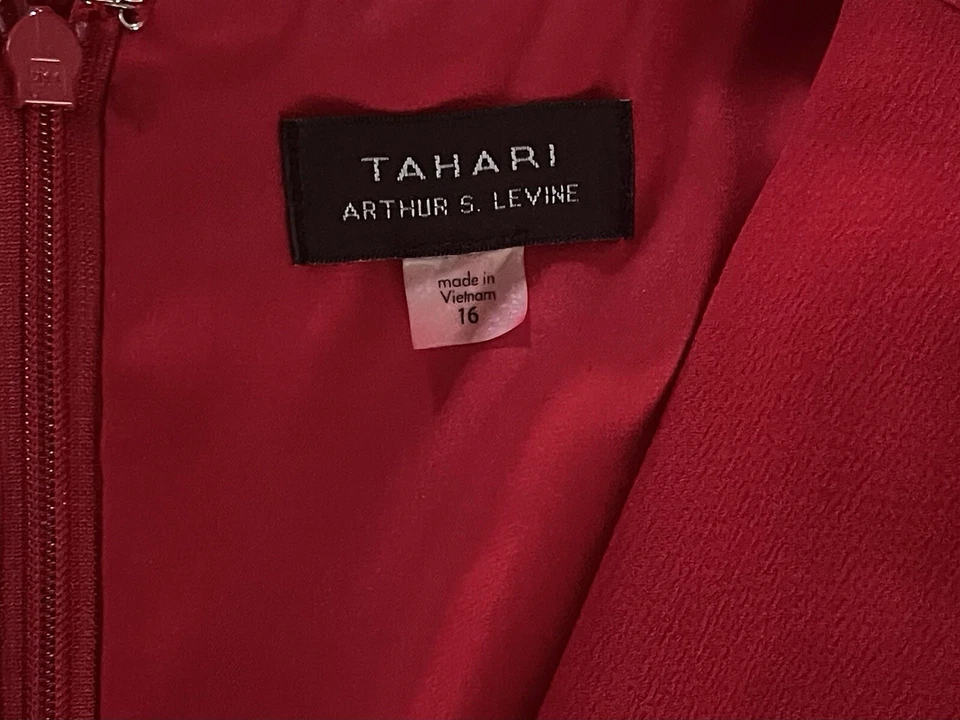 TAHARI
ARTHUR S. LEVINE
made in
Vietnam
16